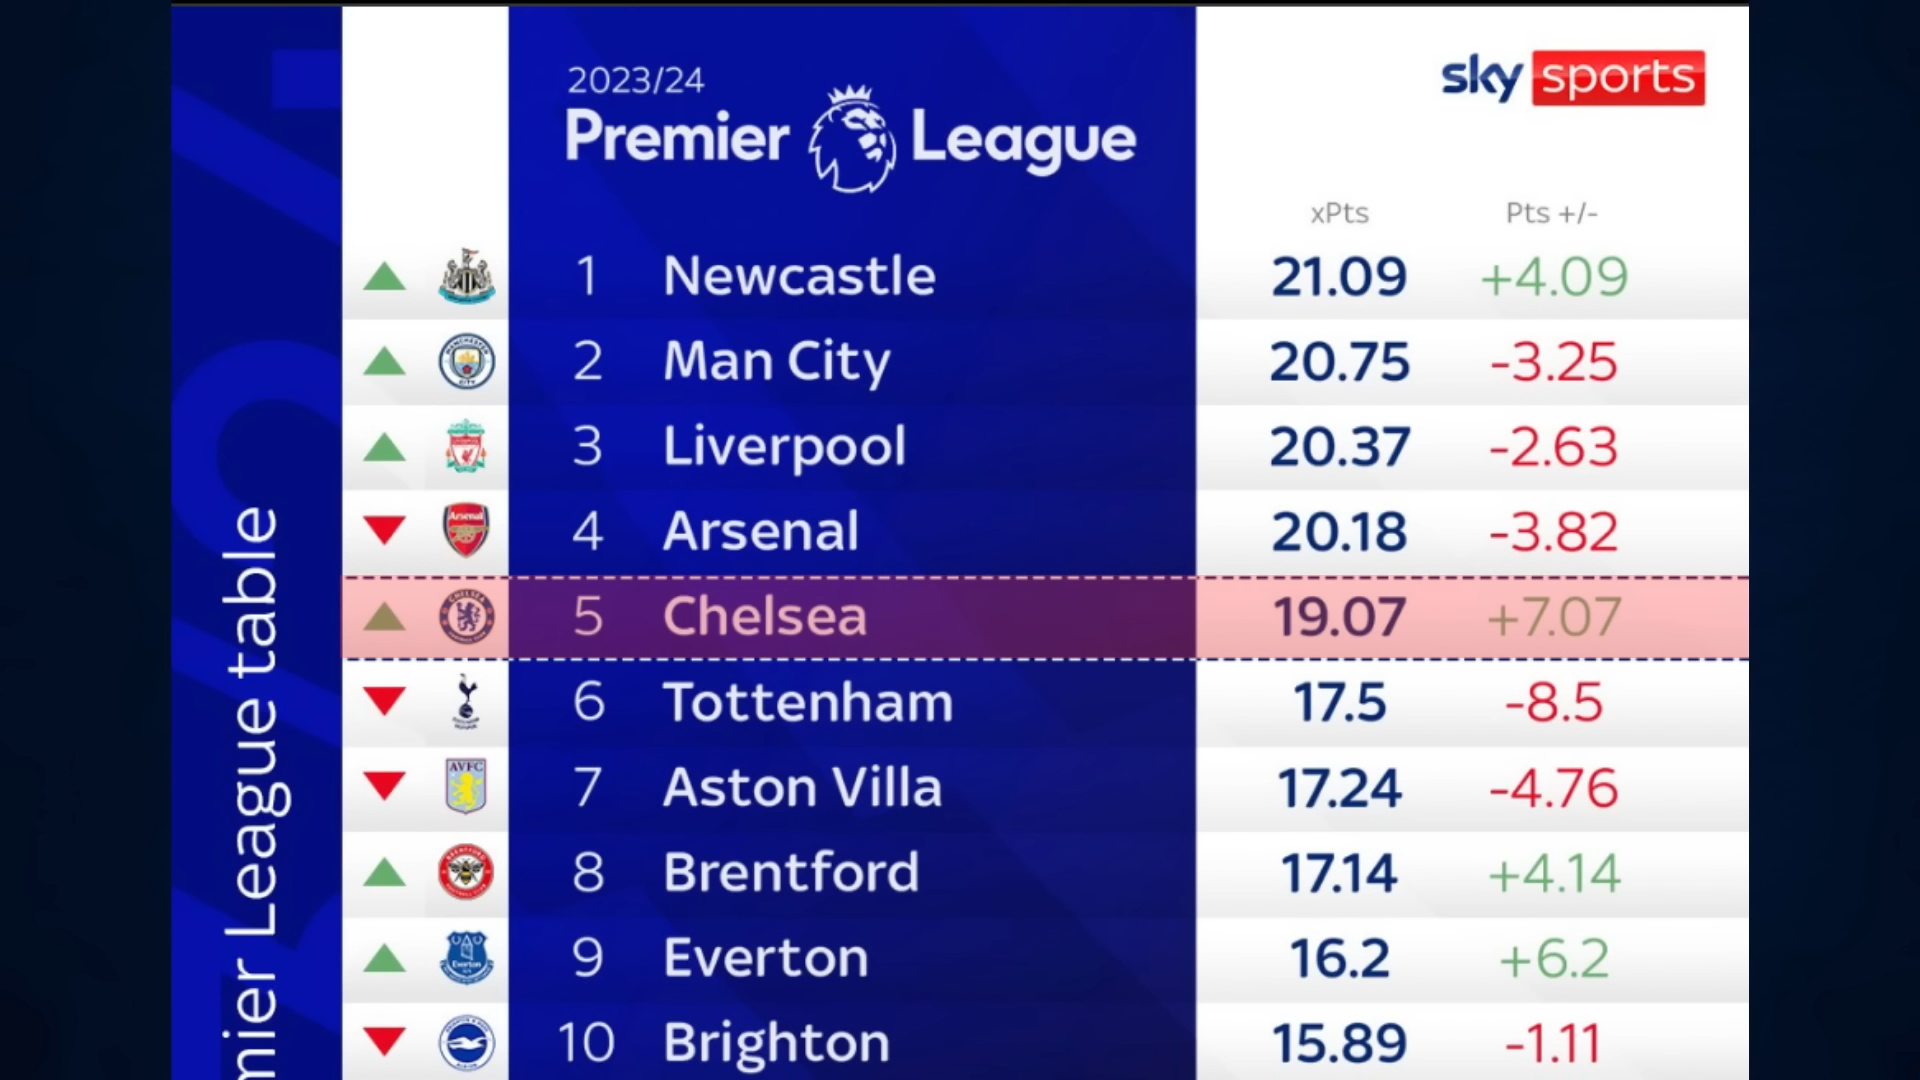 2023/24
Premier League
sky sports
xPts Pts +/-
1 Newcastle 21.09 +4.09
2 Man City 20.75 -3.25
3 Liverpool 20.37 -2.63
4 Arsenal 20.18 -3.82
5 Chelsea 19.07 +7.07
6 Tottenham 17.5 -8.5
7 Aston Villa 17.24 -4.76
8 Brentford 17.14 +4.14
9 Everton 16.2 +6.2
10 Brighton 15.89 -1.11
mier League table